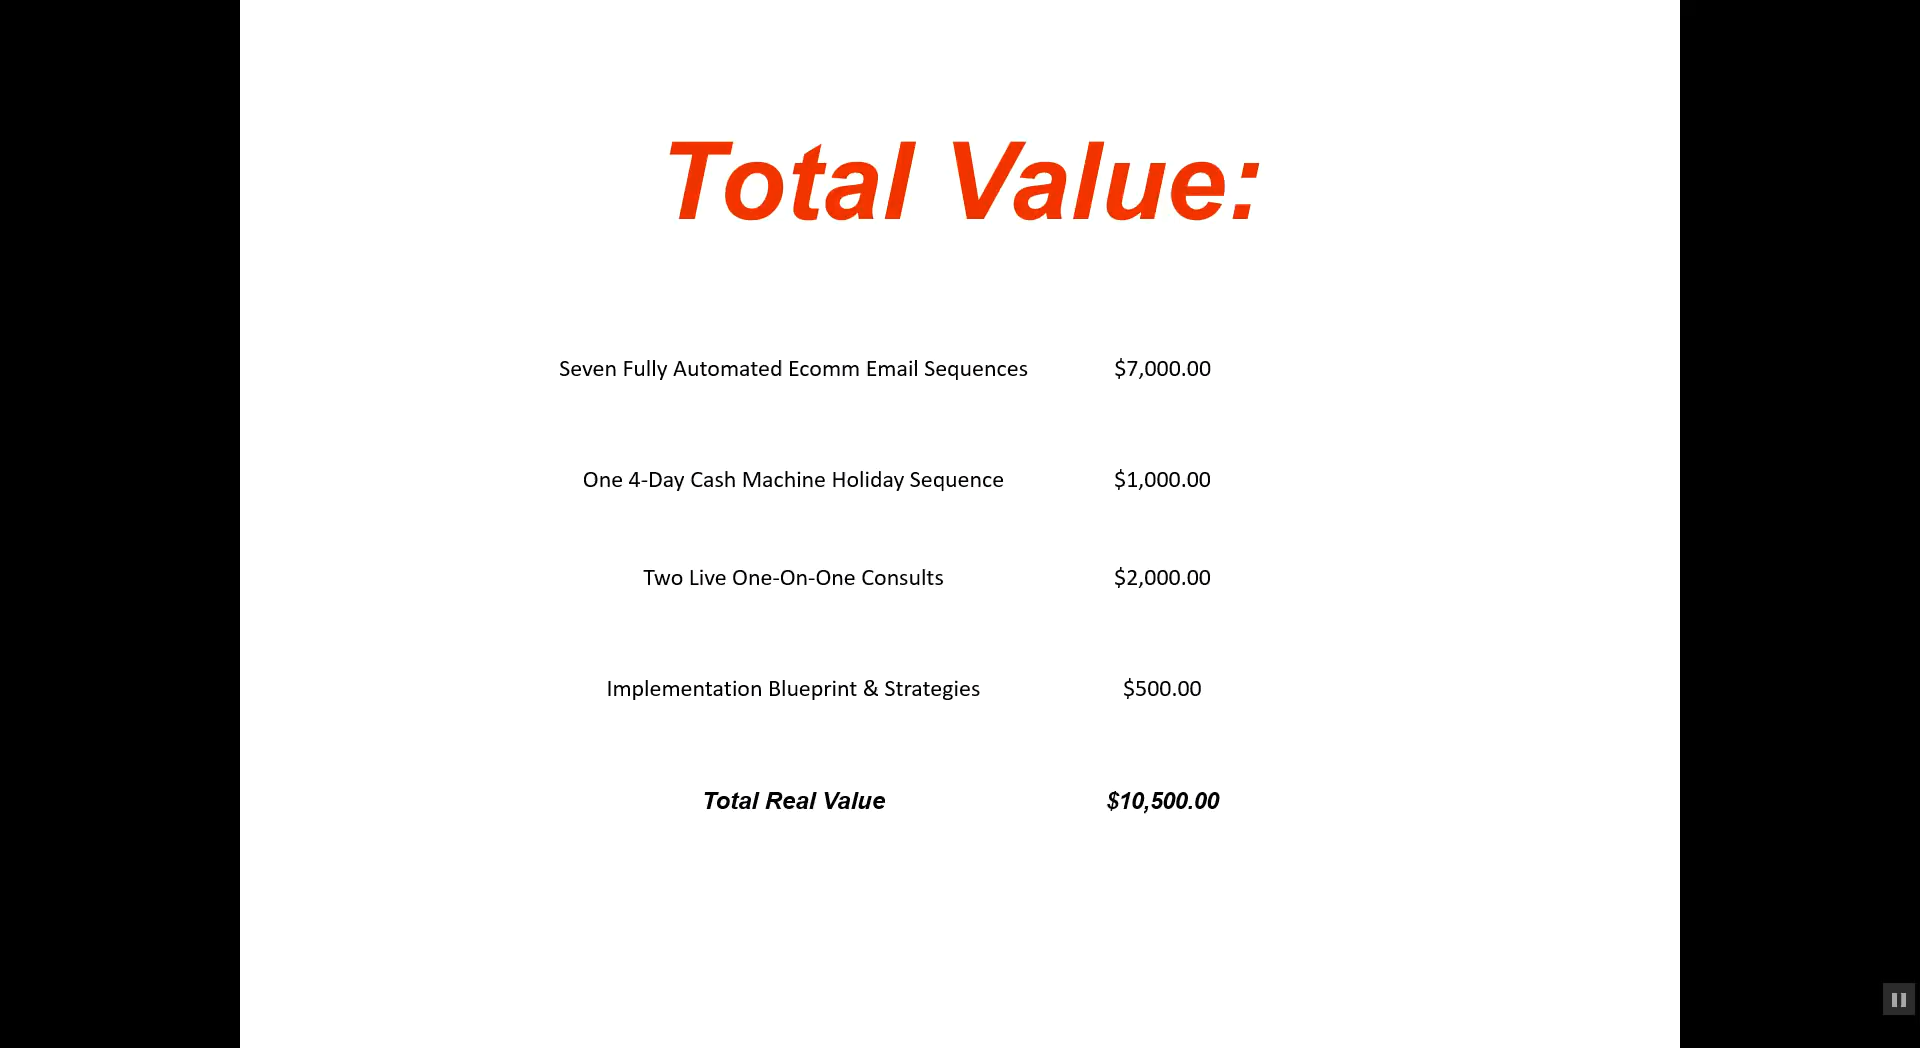 Total Value:
Seven Fully Automated Ecomm Email Sequences $7,000.00
One 4-Day Cash Machine Holiday Sequence $1,000.00
Two Live One-On-One Consults $2,000.00
Implementation Blueprint & Strategies $500.00
Total Real Value $10,500.00